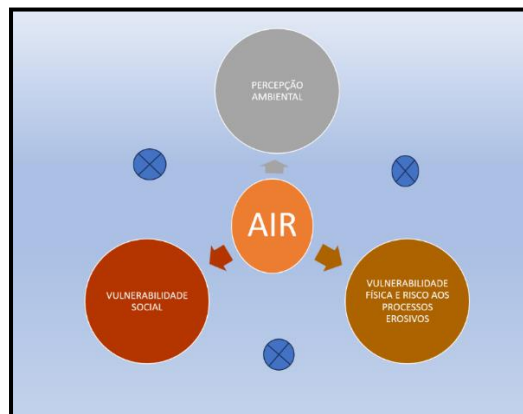 PERCEPÇÃO
AMBIENTAL
AIR
VULNERABILIDADE
SOCIAL
VULNERABILIDADE
FÍSICA E RISCO AOS
PROCESSOS
EROSIVOS